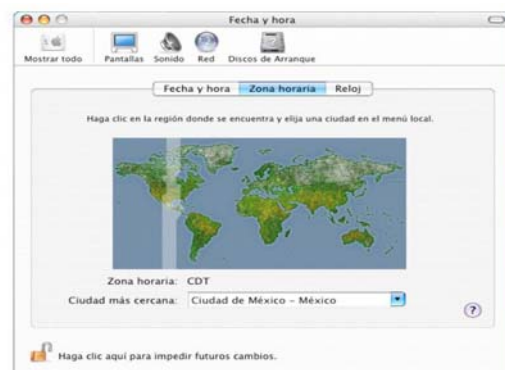 Fecha y hora
Mostrar todo Pantallas Sonido Red Discos de Arranque
Fecha y hora Zona horaria Reloj
Haga clic en la región donde se encuentra y elija una ciudad en el menú local.
Zona horaria: CDT
Ciudad más cercana: Ciudad de México - México
?
Haga clic aquí para impedir futuros cambios.